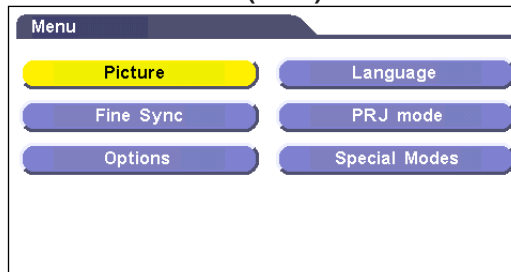 Menu
Picture
Language
Fine Sync
PRJ mode
Options
Special Modes